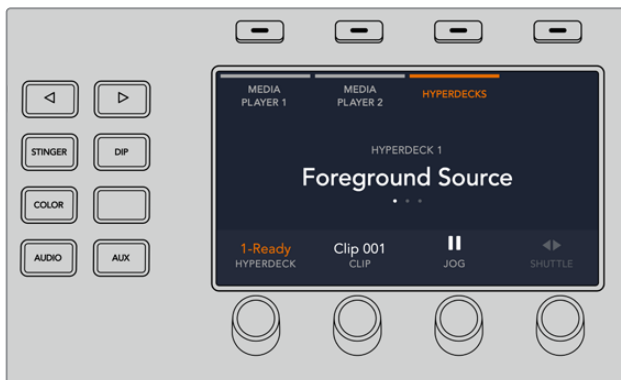 MEDIA
PLAYER 1
MEDIA
PLAYER 2
HYPERDECKS
STINGER
DIP
HYPERDECK 1
Foreground Source
COLOR
1-Ready
HYPERDECK
Clip 001
CLIP
JOG
SHUTTLE
AUDIO
AUX